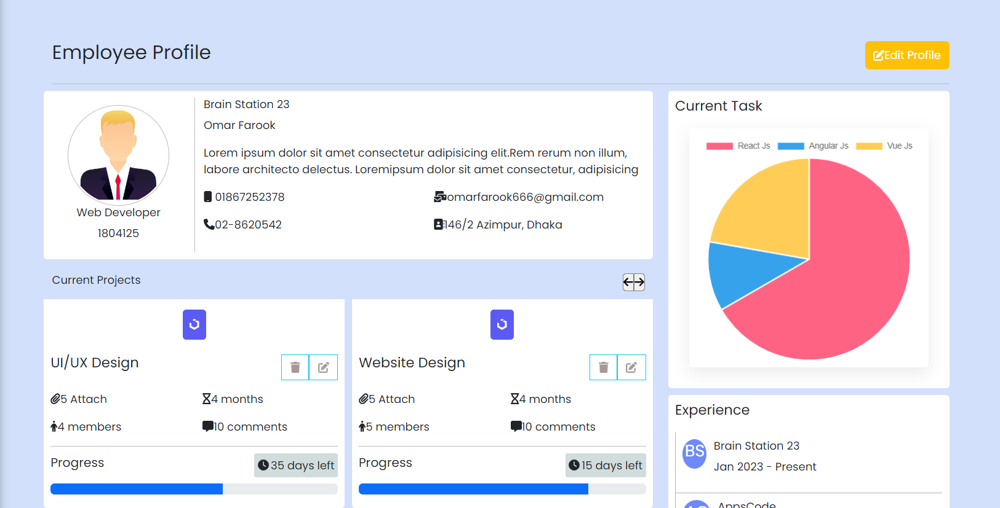 Employee Profile
Edit Profile
Brain Station 23
Omar Farook
Lorem ipsum dolor sit amet consectetur adipisicing elit.Rem rerum non illum,
labore architecto delectus. Loremipsum dolor sit amet consectetur, adipisicing
01867252378
omarfarook666@gmail.com
02-8620542
146/2 Azimpur, Dhaka
Web Developer
1804125
Current Task
React Js
Angular Js
Vue Js
Current Projects
UI/UX Design
5 Attach
4 months
4 members
10 comments
Progress
35 days left
Website Design
5 Attach
4 months
5 members
10 comments
Progress
15 days left
Experience
BS
Brain Station 23
Jan 2023 - Present
AppsCode